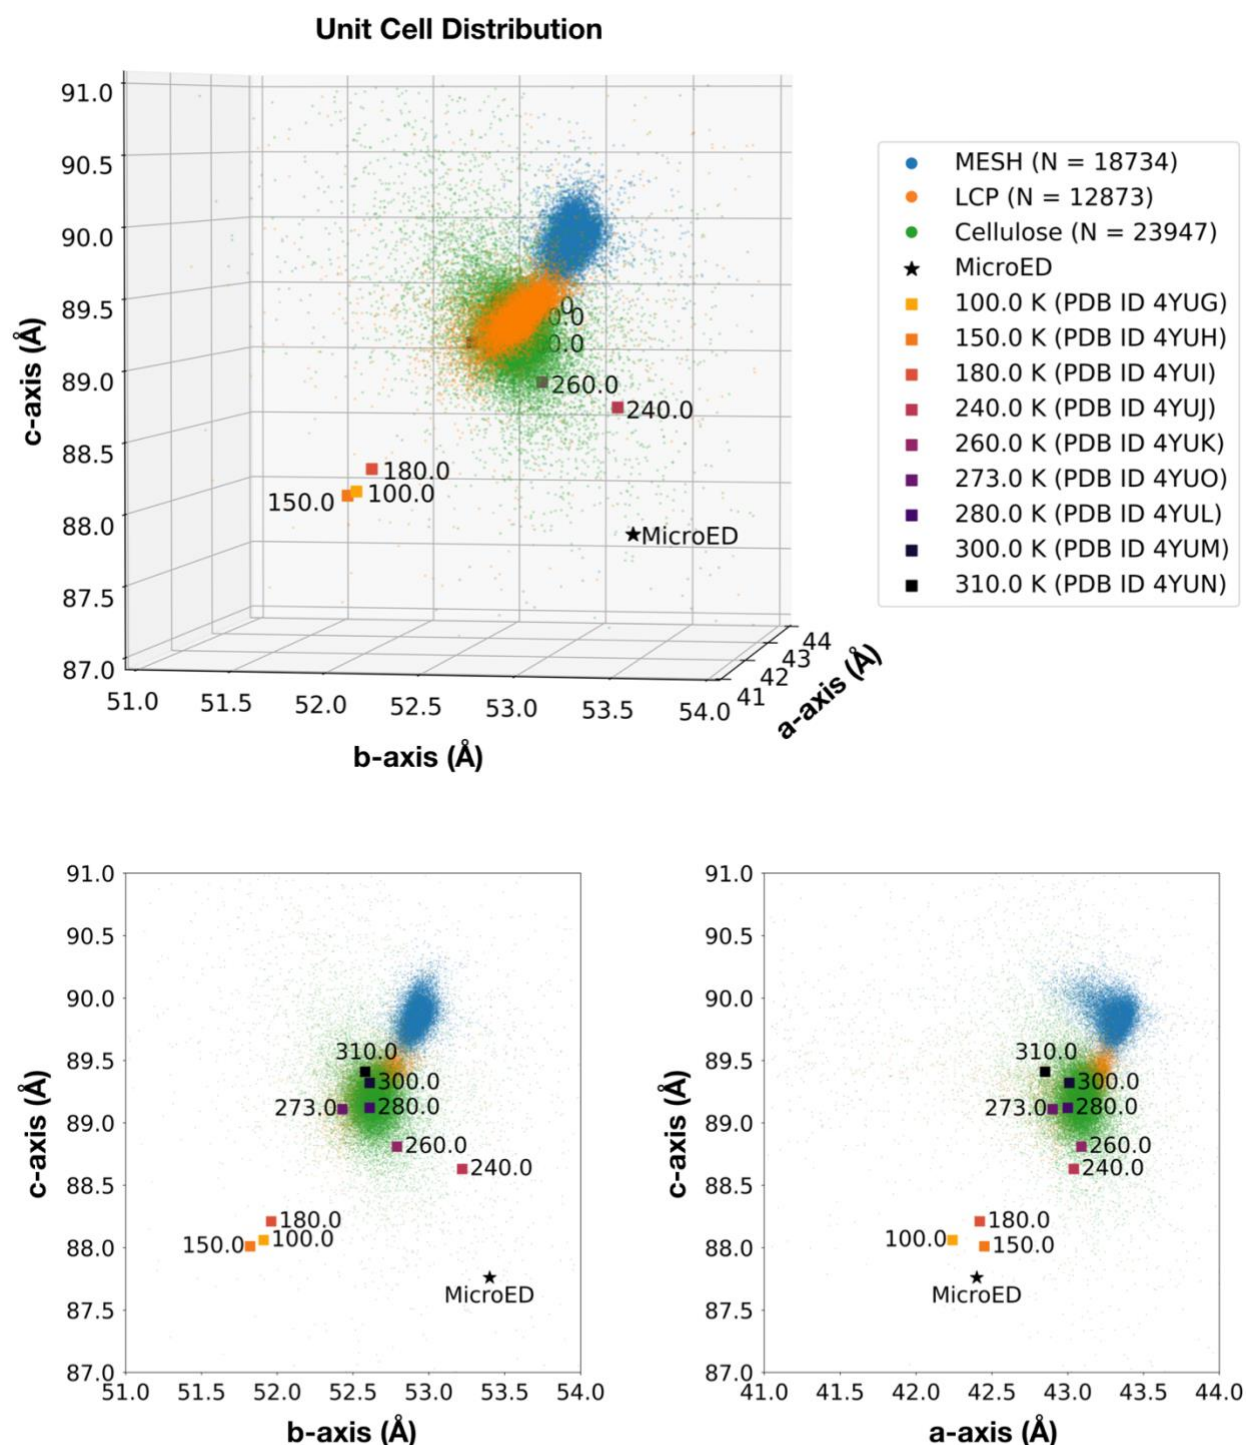 Unit Cell Distribution
91.0
90.5
90.0
89.5
89.0
88.5
88.0
87.5
87.0
c-axis (Å)
51.0 51.5 52.0 52.5 53.0 53.5 54.0
b-axis (Å)
41 42 43 44
a-axis (Å)
0
0.0
0.0
260.0
240.0
180.0
150.0 100.0
MicroED
MESH (N = 18734)
LCP (N = 12873)
Cellulose (N = 23947)
MicroED
100.0 K (PDB ID 4YUG)
150.0 K (PDB ID 4YUH)
180.0 K (PDB ID 4YUI)
240.0 K (PDB ID 4YUJ)
260.0 K (PDB ID 4YUK)
273.0 K (PDB ID 4YUO)
280.0 K (PDB ID 4YUL)
300.0 K (PDB ID 4YUM)
310.0 K (PDB ID 4YUN)
91.0
90.5
90.0
89.5
89.0
88.5
88.0
87.5
87.0
c-axis (Å)
310.0
300.0
273.0 280.0
260.0
240.0
180.0
150.0 100.0
MicroED
51.0 51.5 52.0 52.5 53.0 53.5 54.0
b-axis (Å)
91.0
90.5
90.0
89.5
89.0
88.5
88.0
87.5
87.0
c-axis (Å)
310.0
300.0
273.0 280.0
260.0
240.0
180.0
100.0 150.0
MicroED
41.0 41.5 42.0 42.5 43.0 43.5 44.0
a-axis (Å)